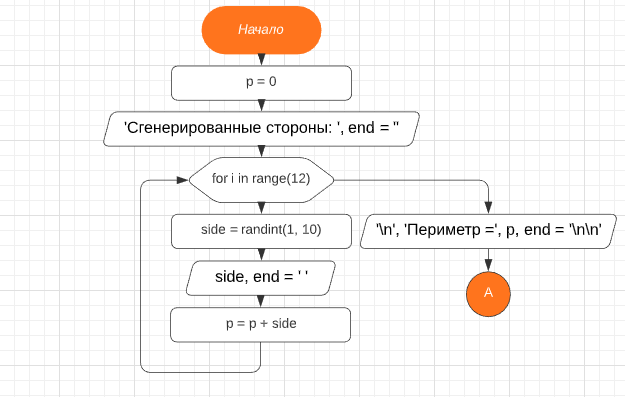 Начало
p = 0
'Сгенерированные стороны: ', end = ''
for i in range(12)
side = randint(1, 10)
side, end = ' '
p = p + side
'\n', 'Периметр =', p, end = '\n\n'
A